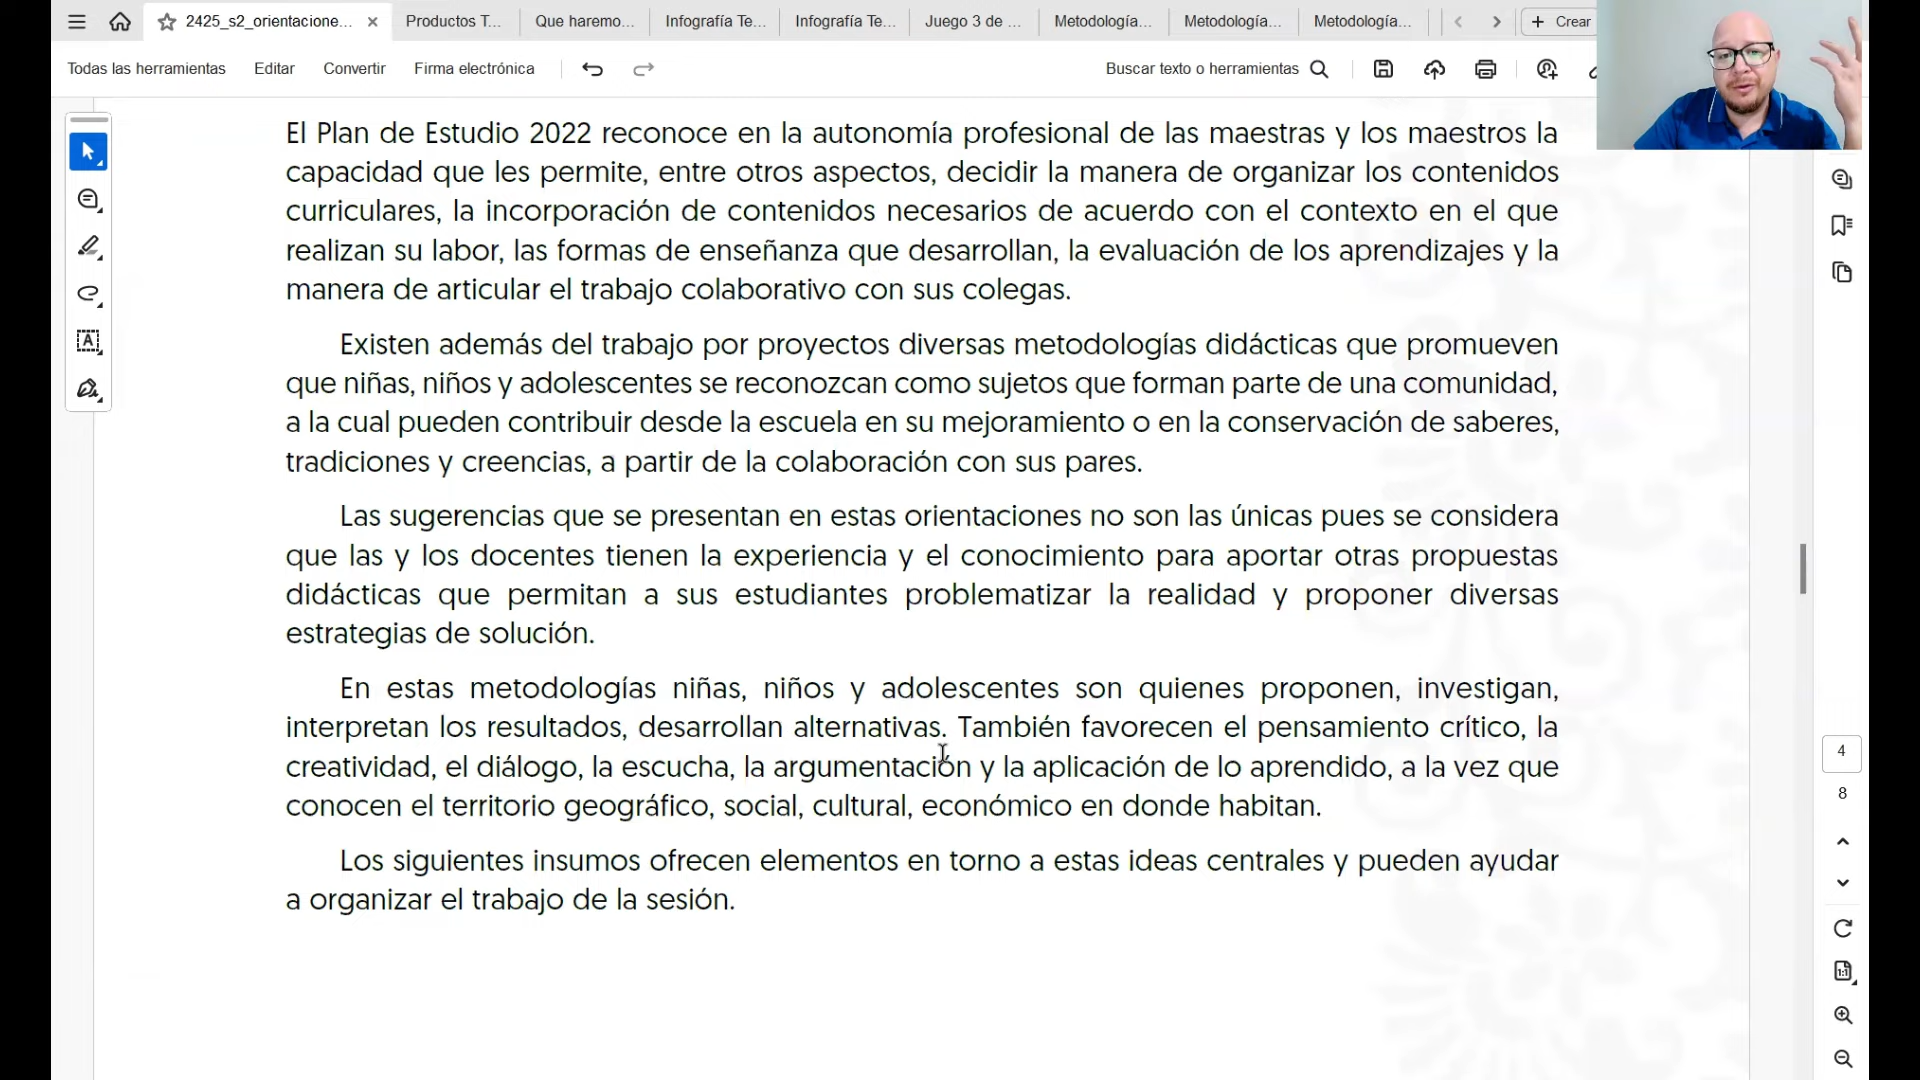 2425_s2_orientacione...
Productos T...
Que haremo...
Infografía Te...
Infografía Te...
Juego 3 de ...
Metodología...
Metodología...
Metodología...
Crear
Todas las herramientas
Editar
Convertir
Firma electrónica
Buscar texto o herramientas
El Plan de Estudio 2022 reconoce en la autonomía profesional de las maestras y los maestros la
capacidad que les permite, entre otros aspectos, decidir la manera de organizar los contenidos
curriculares, la incorporación de contenidos necesarios de acuerdo con el contexto en el que
realizan su labor, las formas de enseñanza que desarrollan, la evaluación de los aprendizajes y la
manera de articular el trabajo colaborativo con sus colegas.
Existen además del trabajo por proyectos diversas metodologías didácticas que promueven
que niñas, niños y adolescentes se reconozcan como sujetos que forman parte de una comunidad,
a la cual pueden contribuir desde la escuela en su mejoramiento o en la conservación de saberes,
tradiciones y creencias, a partir de la colaboración con sus pares.
Las sugerencias que se presentan en estas orientaciones no son las únicas pues se considera
que las y los docentes tienen la experiencia y el conocimiento para aportar otras propuestas
didácticas que permitan a sus estudiantes problematizar la realidad y proponer diversas
estrategias de solución.
En estas metodologías niñas, niños y adolescentes son quienes proponen, investigan,
interpretan los resultados, desarrollan alternativas. También favorecen el pensamiento crítico, la
creatividad, el diálogo, la escucha, la argumentación y la aplicación de lo aprendido, a la vez que
conocen el territorio geográfico, social, cultural, económico en donde habitan.
Los siguientes insumos ofrecen elementos en torno a estas ideas centrales y pueden ayudar
a organizar el trabajo de la sesión.
4
8